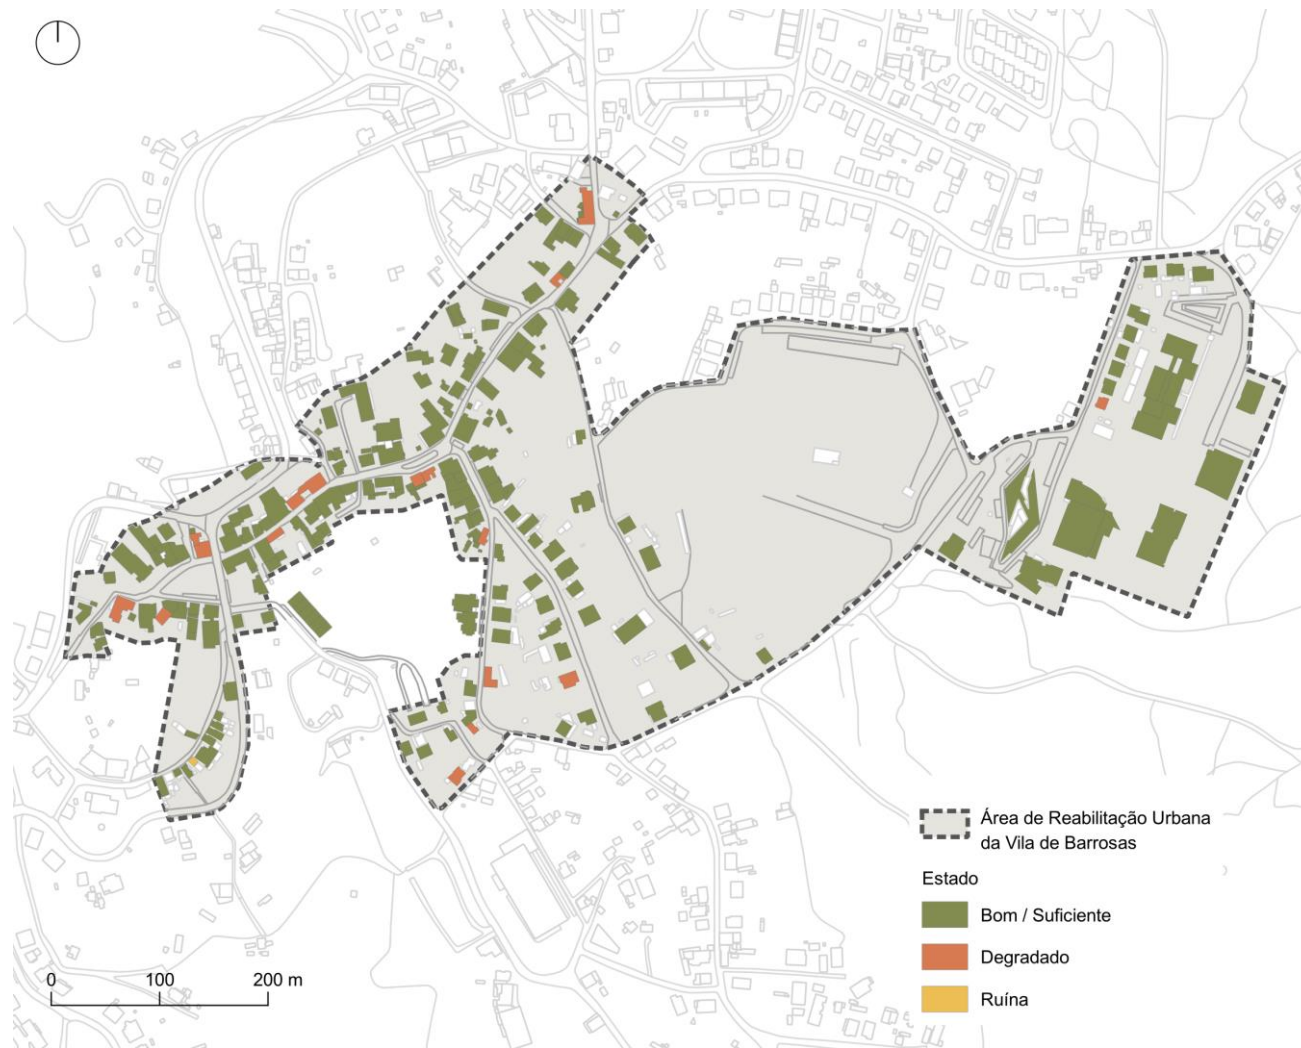 Área de Reabilitação Urbana
da Vila de Barrosas
Estado
Bom / Suficiente
Degradado
Ruína
0 100 200 m